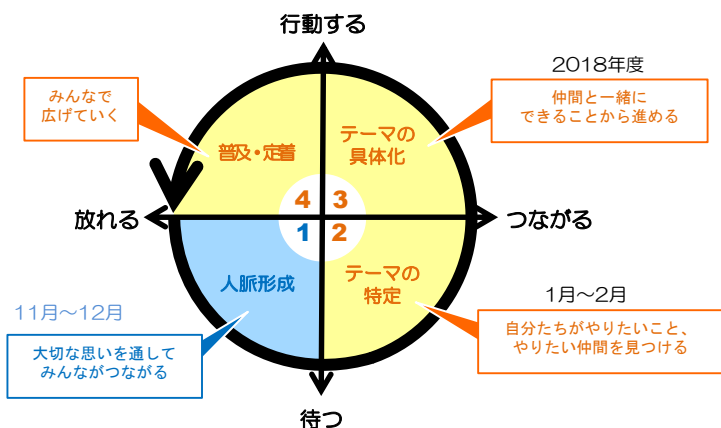 行動する
2018年度
みんなで
広げていく
仲間と一緒に
できることから進める
普及・定着
テーマの
具体化
4
3
放れる
つながる
1
2
人脈形成
テーマの
特定
11月～12月
1月～2月
大切な思いを通して
みんながつながる
自分たちがやりたいこと、
やりたい仲間を見つける
待つ